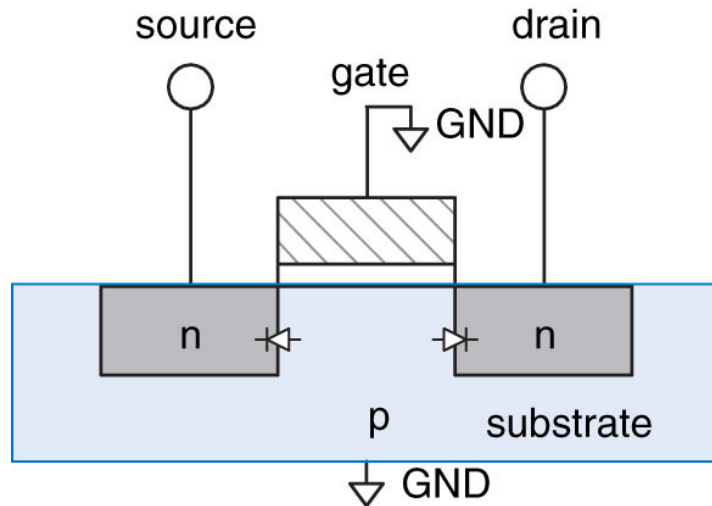 source
drain
gate
GND
n
n
p
substrate
GND